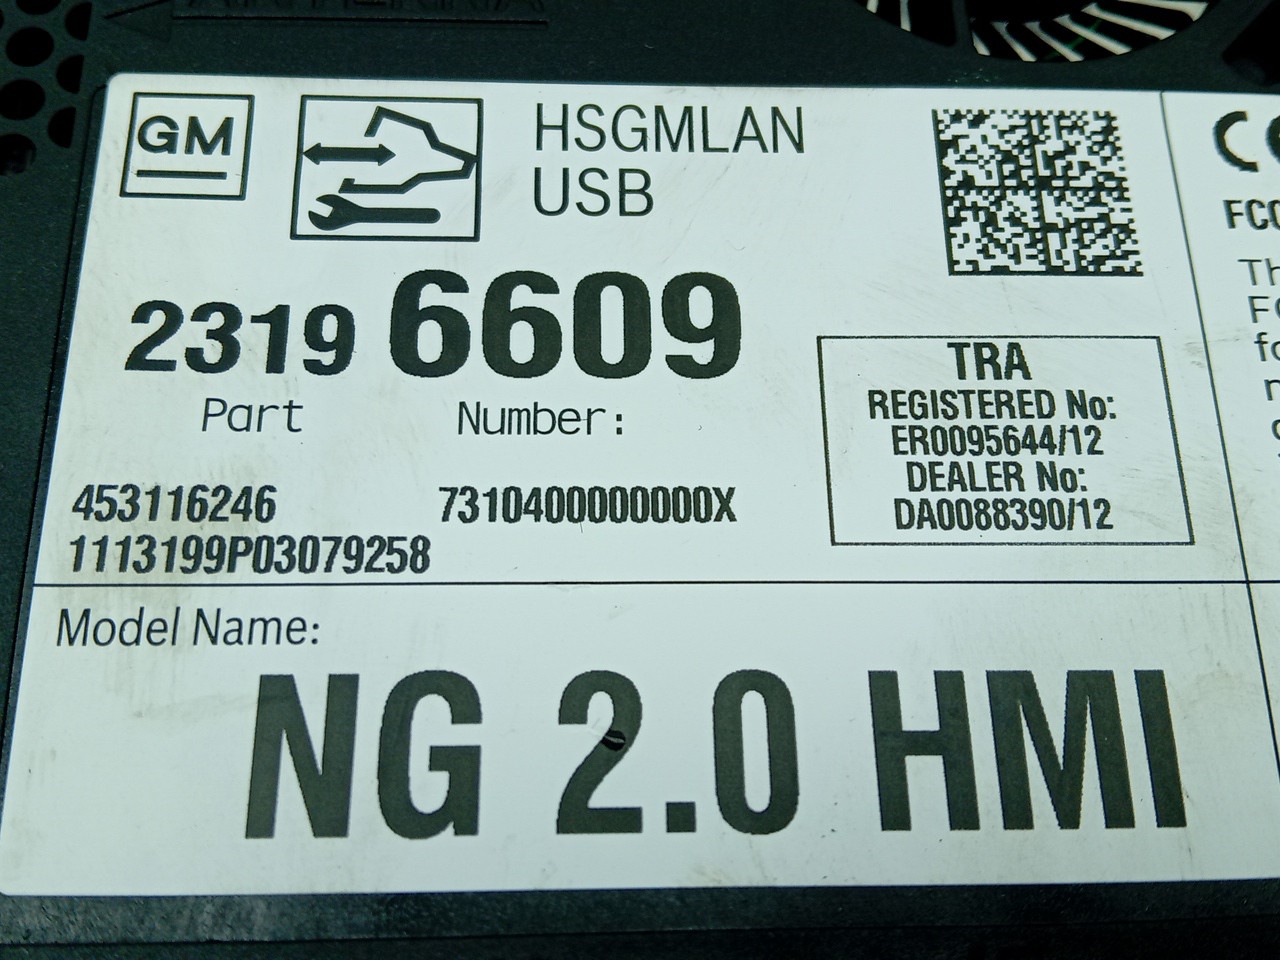 GM
HSGMLAN
USB
2319 6609
Part Number:
453116246 7310400000000X
1113199P03079258
TRA
REGISTERED No:
ER0095644/12
DEALER No:
DA0088390/12
Model Name:
NG 2.0 HMI